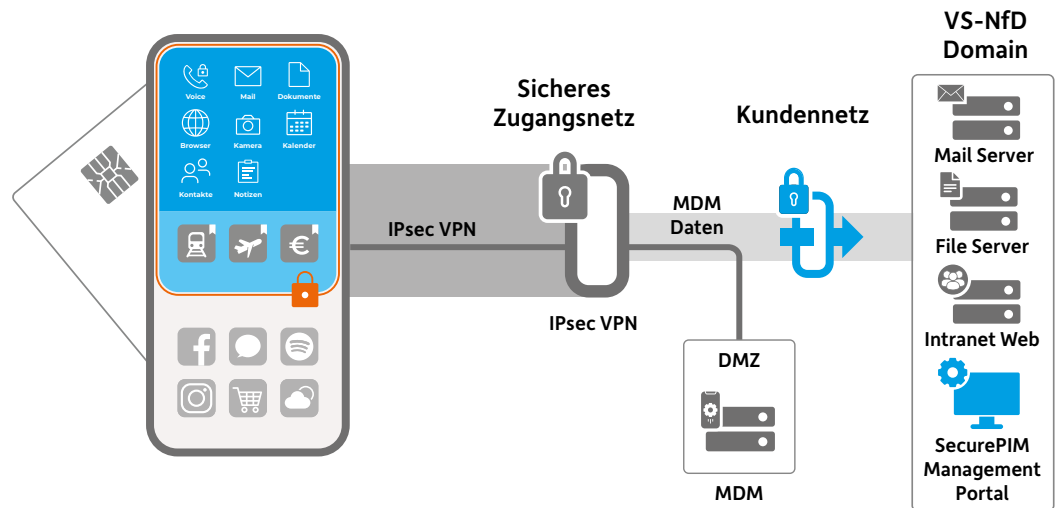 Voice
Mail
Dokumente
Browser
Kamera
Kalender
Kontakte
Notizen
€
IPsec VPN
Sicheres
Zugangsnetz
IPsec VPN
MDM
Daten
DMZ
MDM
Kundennetz
VS-NfD
Domain
Mail Server
File Server
Intranet Web
SecurePIM
Management
Portal